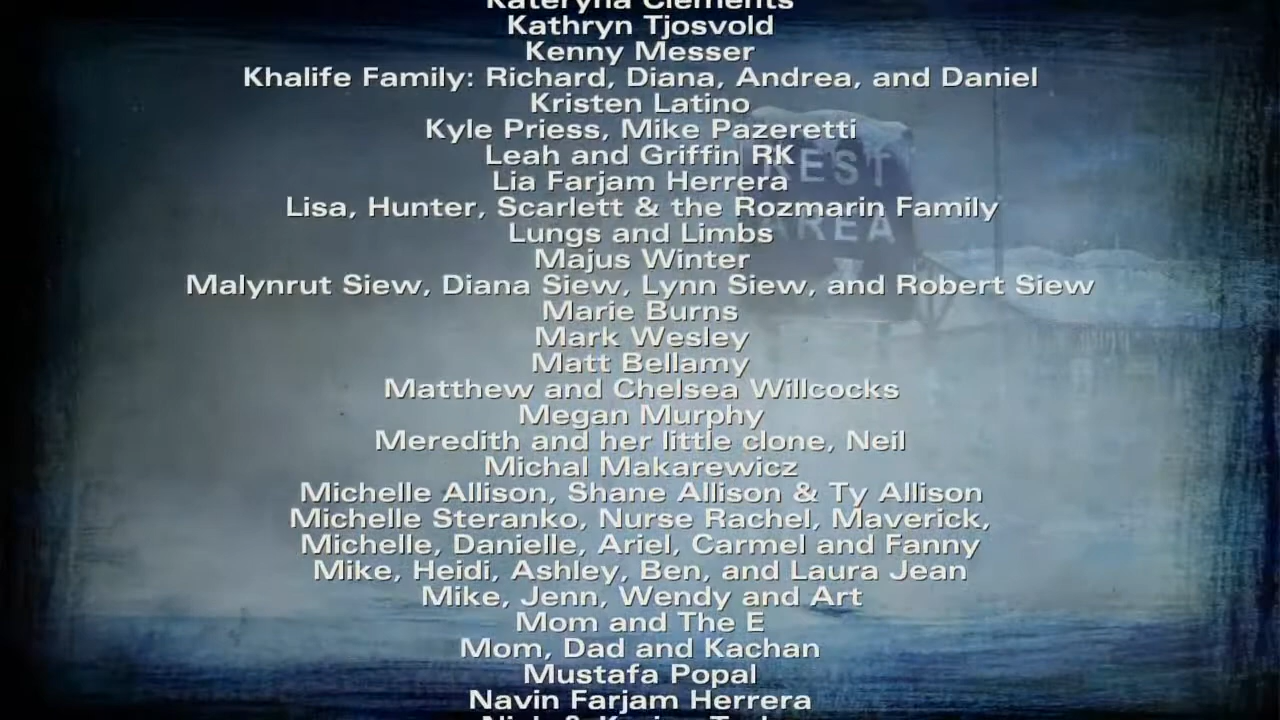 Kateryna Clements
Kathryn Tjosvold
Kenny Messer
Khalife Family: Richard, Diana, Andrea, and Daniel
Kristen Latino
Kyle Priess, Mike Pazeretti
Leah and Griffin RK
Lia Farjam Herrera
Lisa, Hunter, Scarlett & the Rozmarin Family
Lungs and Limbs
Majus Winter
Malynrut Siew, Diana Siew, Lynn Siew, and Robert Siew
Marie Burns
Mark Wesley
Matt Bellamy
Matthew and Chelsea Willcocks
Megan Murphy
Meredith and her little clone, Neil
Michal Makarewicz
Michelle Allison, Shane Allison & Ty Allison
Michelle Steranko, Nurse Rachel, Maverick,
Michelle, Danielle, Ariel, Carmel and Fanny
Mike, Heidi, Ashley, Ben, and Laura Jean
Mike, Jenn, Wendy and Art
Mom and The E
Mom, Dad and Kachan
Mustafa Popal
Navin Farjam Herrera
REST
AREA